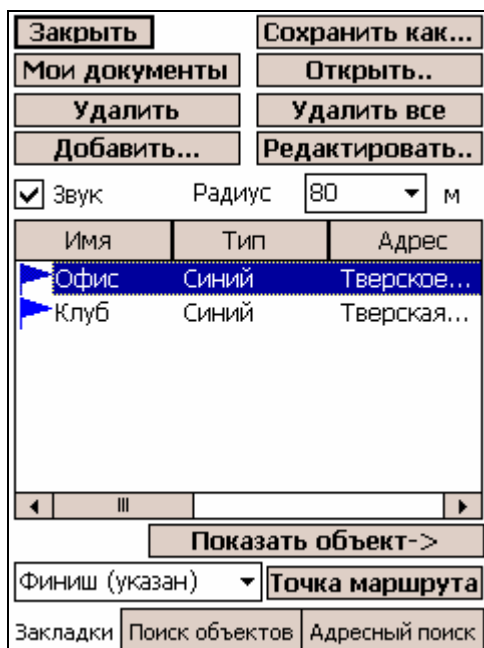 Закрыть Сохранить как...
Мои документы Открыть..
Удалить Удалить все
Добавить... Редактировать..
Звук Радиус 80 м
Имя Тип Адрес
Офис Синий Тверское...
Клуб Синий Тверская...
Показать объект->
Финиш (указан) Точка маршрута
Закладки Поиск объектов Адресный поиск